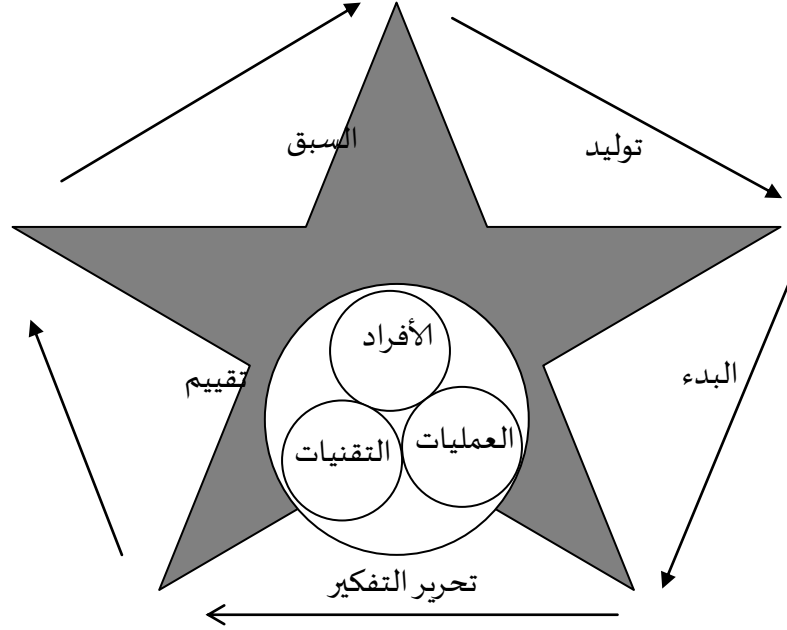 السبق
توليد
الأفراد
تقييم
البدء
العمليات
التقنيات
تحرير التفكير